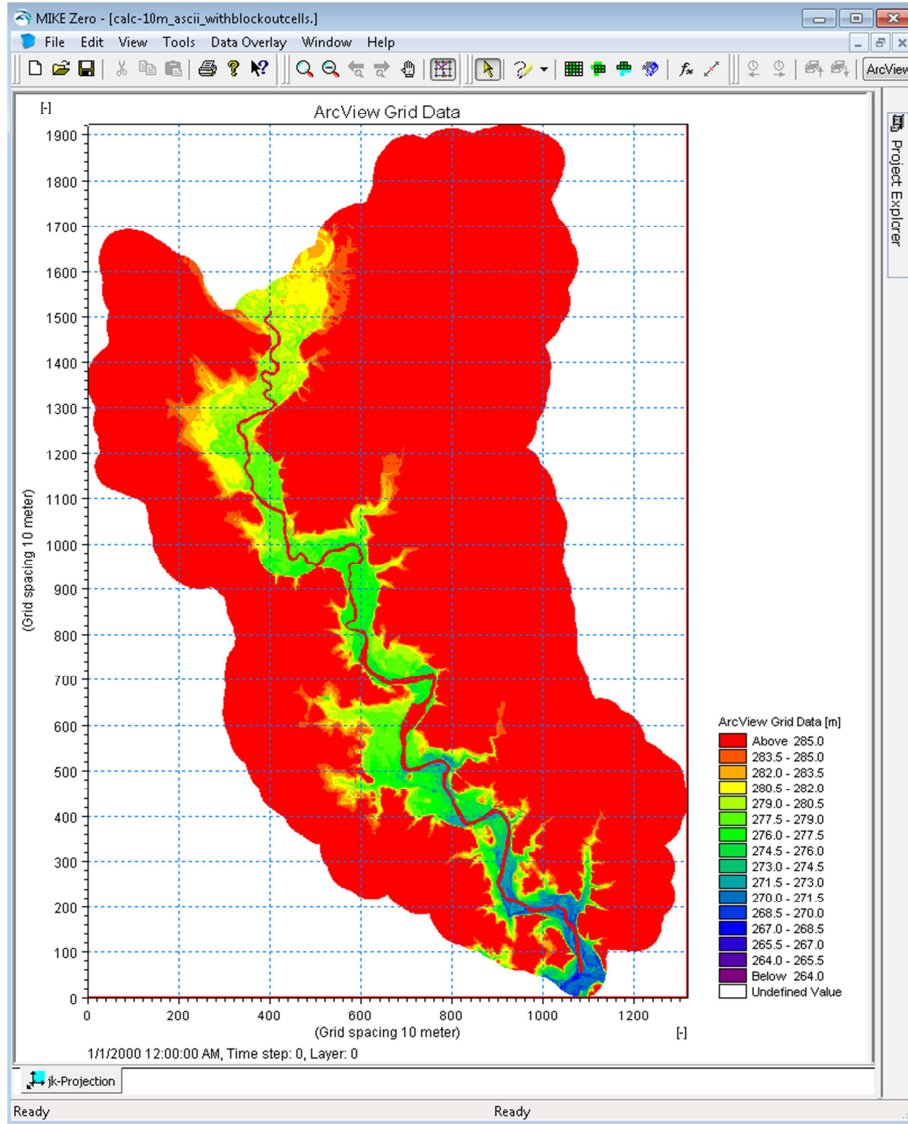 MIKE Zero - [calc-10m_ascii_withblockoutcells.]
File Edit View Tools Data Overlay Window Help
ArcView
[-]
ArcView Grid Data
1900
1800
1700
1600
1500
1400
1300
1200
1100
1000
900
800
700
600
500
400
300
200
100
0
(Grid spacing 10 meter)
0 200 400 600 800 1000 1200
(Grid spacing 10 meter) [-]
1/1/2000 12:00:00 AM, Time step: 0, Layer: 0
ArcView Grid Data [m]
Above 285.0
283.5 - 285.0
282.0 - 283.5
280.5 - 282.0
279.0 - 280.5
277.5 - 279.0
276.0 - 277.5
274.5 - 276.0
273.0 - 274.5
271.5 - 273.0
270.0 - 271.5
268.5 - 270.0
267.0 - 268.5
265.5 - 267.0
264.0 - 265.5
Below 264.0
Undefined Value
Project Explorer
jk-Projection
Ready Ready